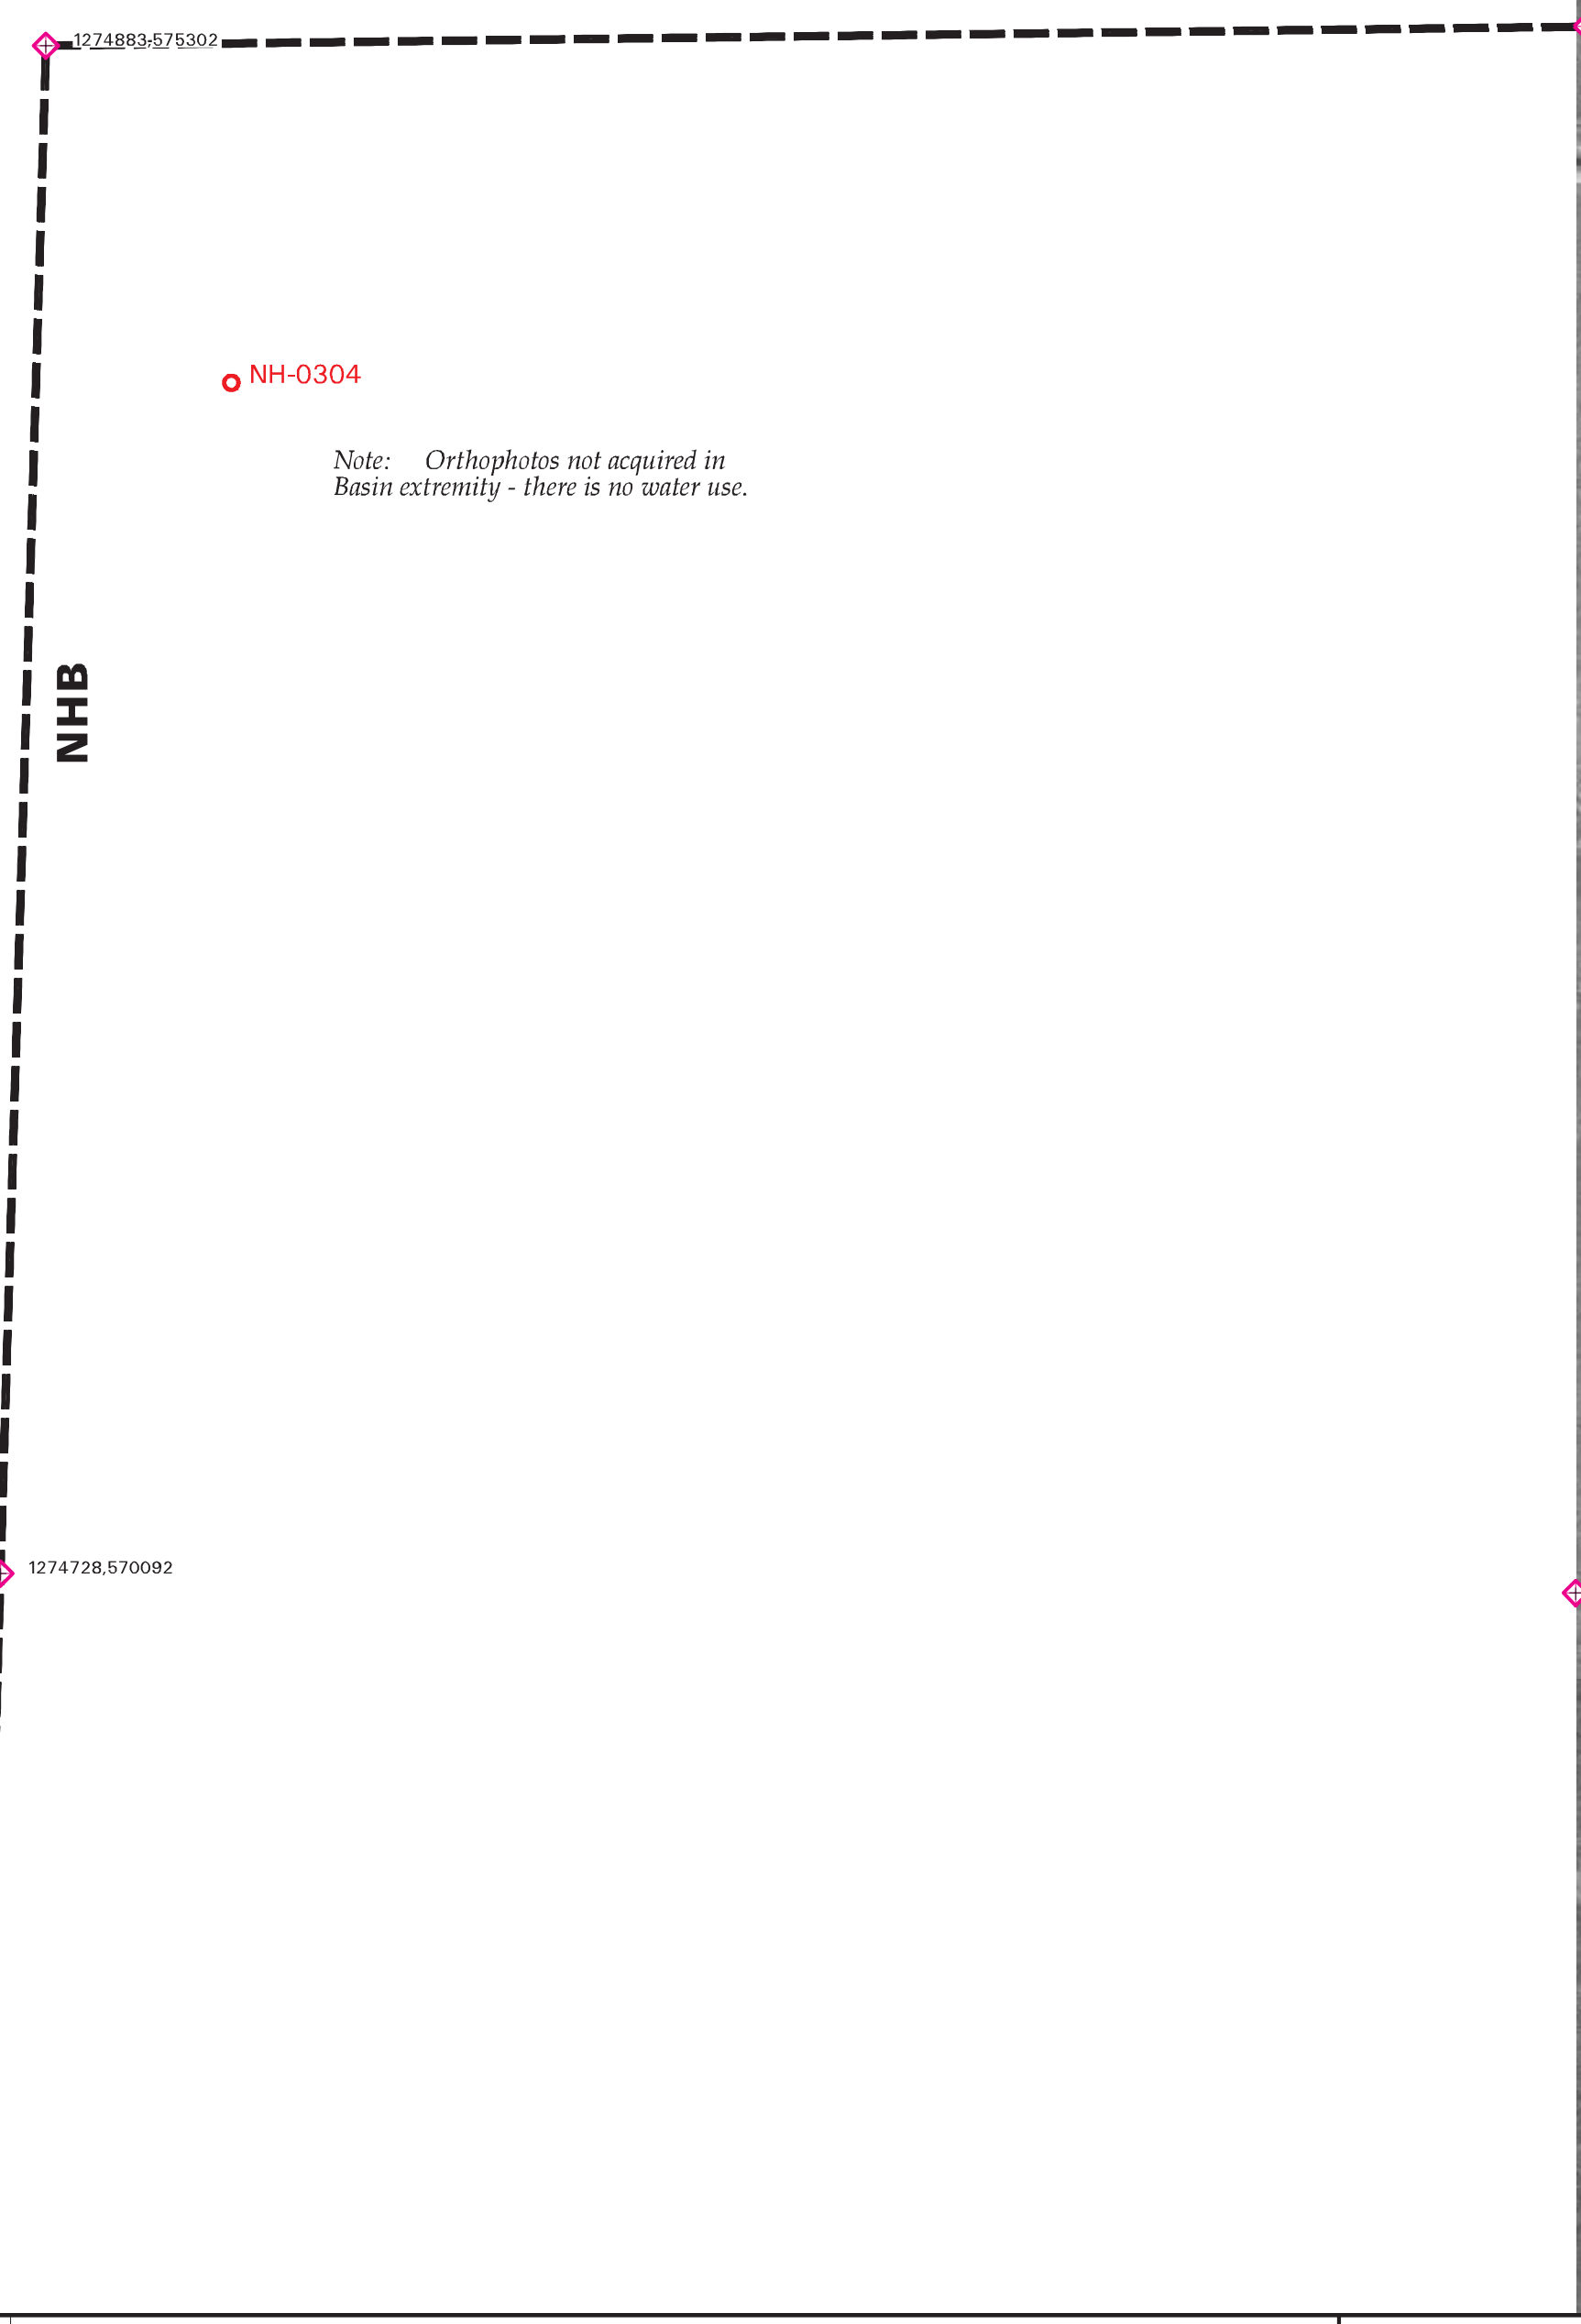 1274883,575302
NH-0304
Note: Orthophotos not acquired in
Basin extremity - there is no water use.
NHB
1274728,570092